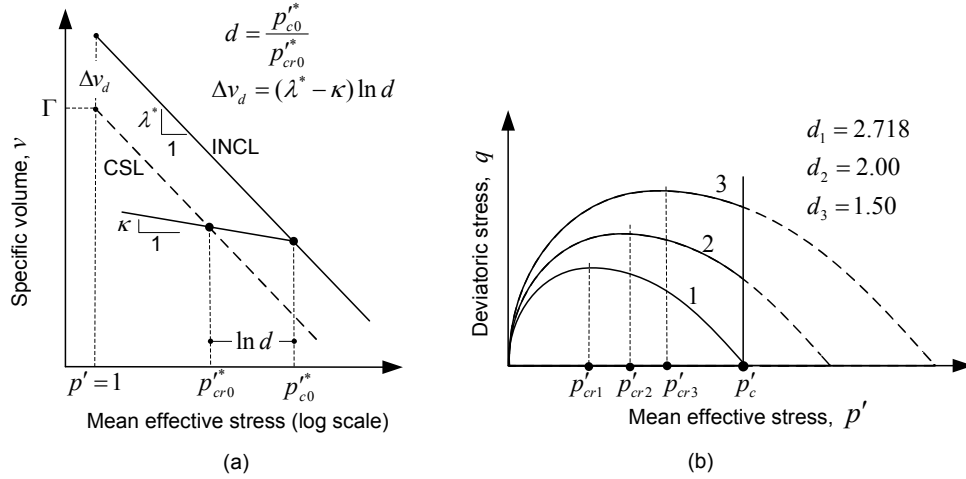 d = p'*c0 / p'*cr0
Δv_d = (λ* − κ) ln d
Δv_d
Γ
λ*
1
INCL
CSL
κ
1
ln d
p' = 1
p'*cr0
p'*c0
Specific volume, v
Mean effective stress (log scale)
(a)
d₁ = 2.718
d₂ = 2.00
d₃ = 1.50
3
2
1
p'cr1
p'cr2
p'cr3
p'c
Deviatoric stress, q
Mean effective stress, p'
(b)